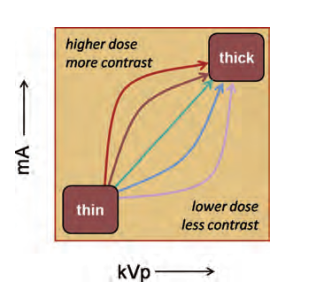 higher dose
more contrast
thick
mA
thin
lower dose
less contrast
kVp